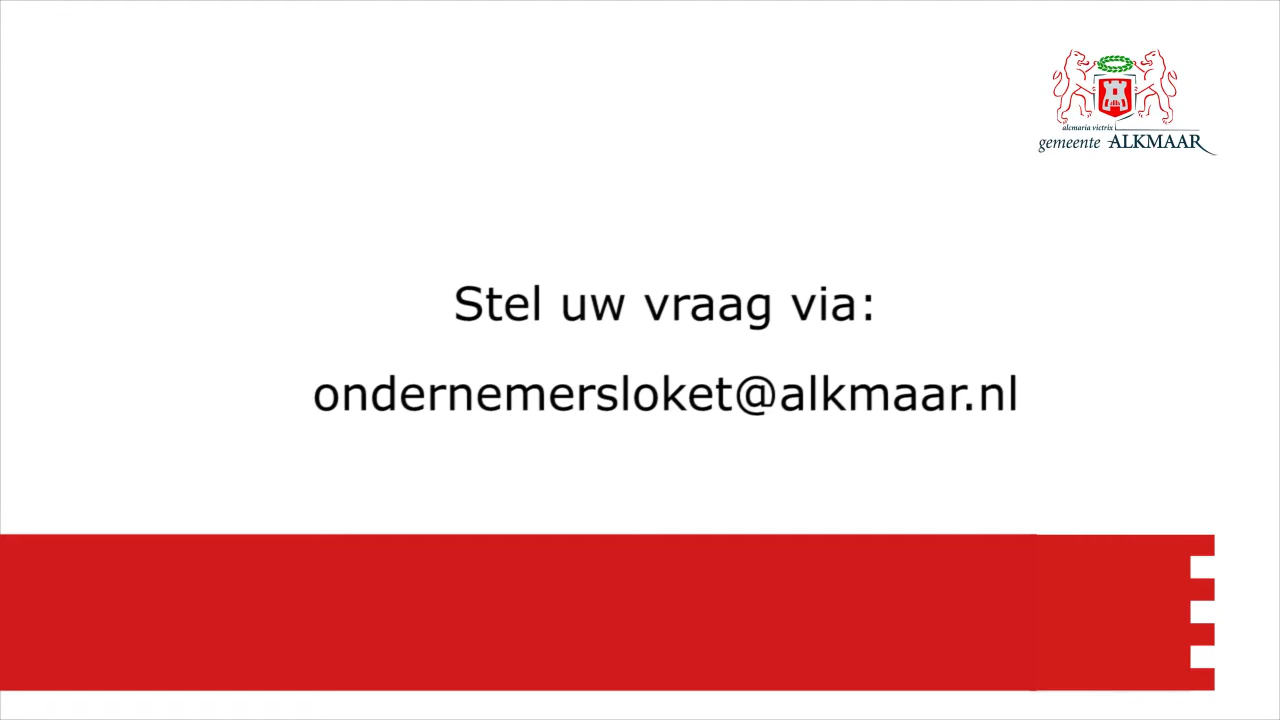 alcmaria victrix
gemeente ALKMAAR
Stel uw vraag via:
ondernemersloket@alkmaar.nl